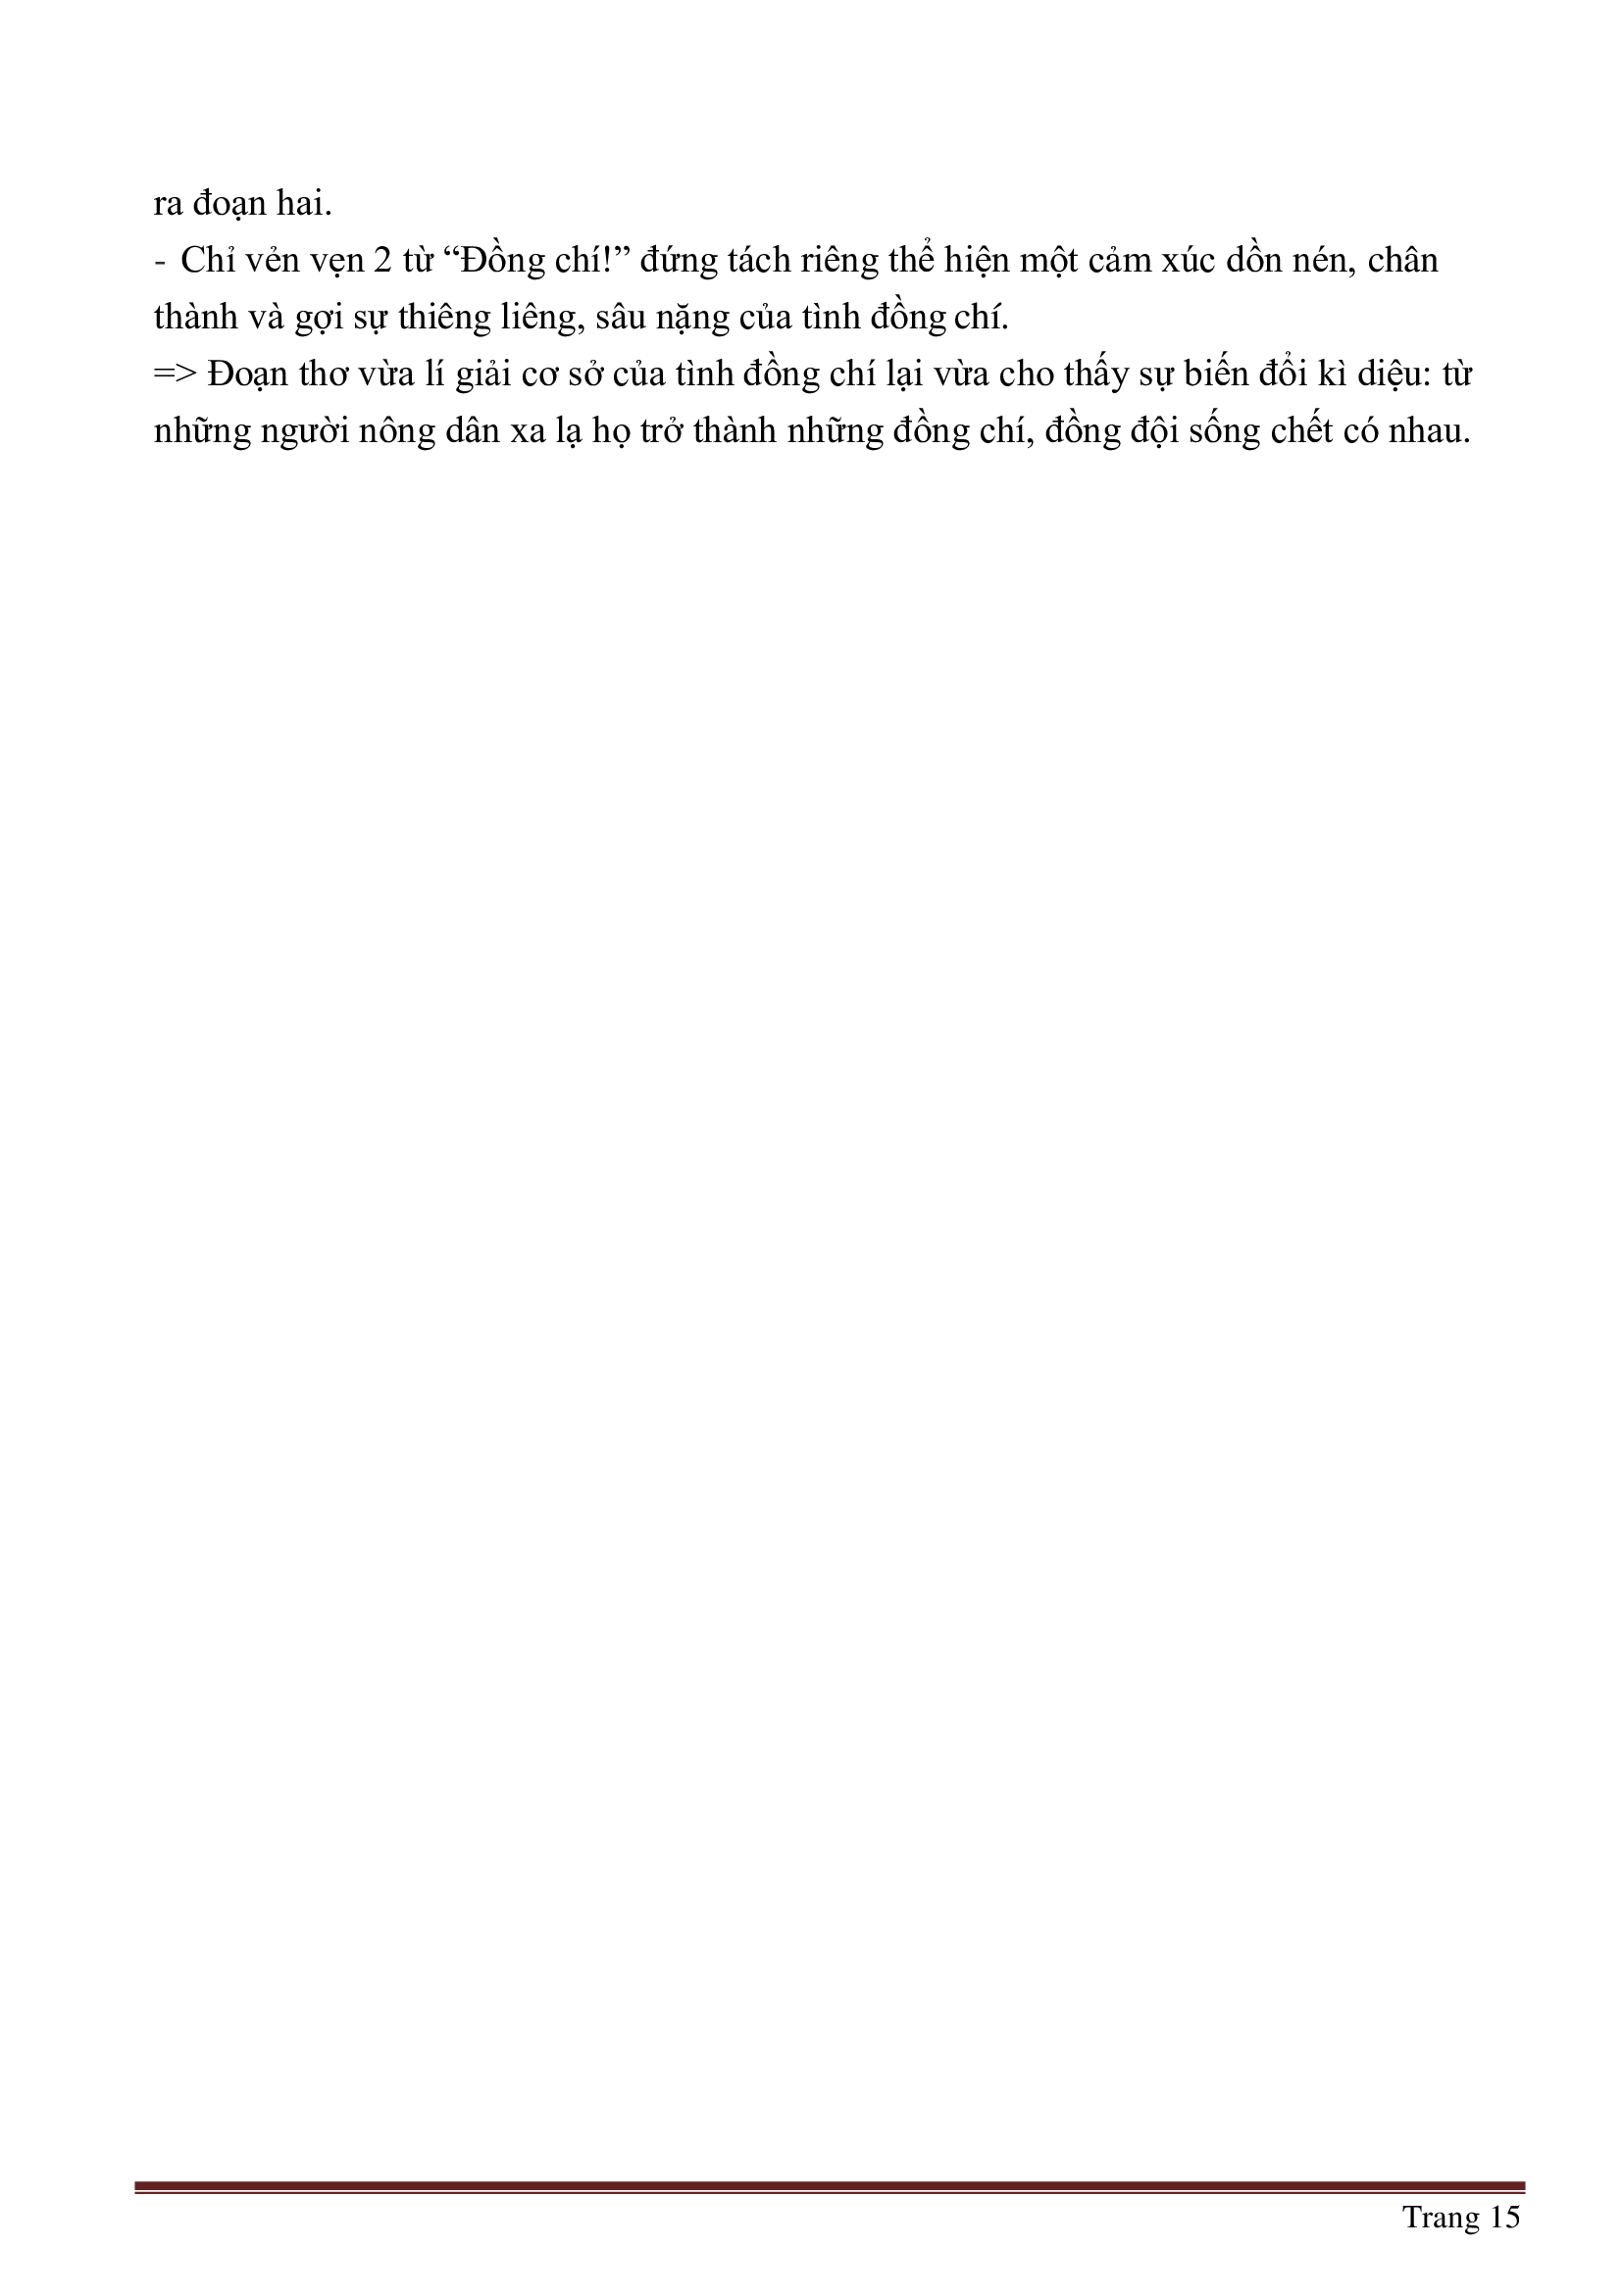 ra đoạn hai.
- Chỉ vẻn vẹn 2 từ “Đồng chí!” đứng tách riêng thể hiện một cảm xúc dồn nén, chân
thành và gợi sự thiêng liêng, sâu nặng của tình đồng chí.
=> Đoạn thơ vừa lí giải cơ sở của tình đồng chí lại vừa cho thấy sự biến đổi kì diệu: từ
những người nông dân xa lạ họ trở thành những đồng chí, đồng đội sống chết có nhau.
Trang 15